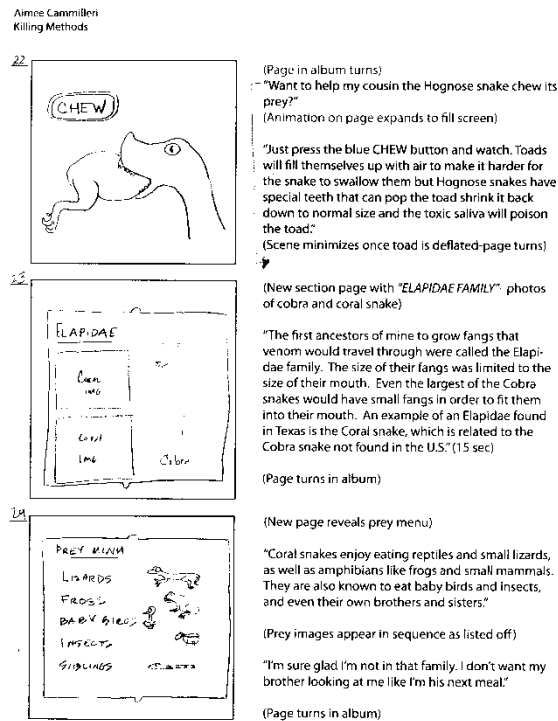 Aimee Cammilleri
Killing Methods
22
CHEW
(Page in album turns)
"Want to help my cousin the Hognose snake chew its
prey?"
(Animation on page expands to fill screen)
"Just press the blue CHEW button and watch. Toads
will fill themselves up with air to make it harder for
the snake to swallow them but Hognose snakes have
special teeth that can pop the toad shrink it back
down to normal size and the toxic saliva will poison
the toad."
(Scene minimizes once toad is deflated-page turns)
23
ELAPIDAE
IMG
Coral
IMG
Cobra
(New section page with "ELAPIDAE FAMILY"- photos
of cobra and coral snake)
"The first ancestors of mine to grow fangs that
venom would travel through were called the Elapi-
dae family. The size of their fangs was limited to the
size of their mouth. Even the largest of the Cobra
snakes would have small fangs in order to fit them
into their mouth. An example of an Elapidae found
in Texas is the Coral snake, which is related to the
Cobra snake not found in the U.S." (15 sec)
(Page turns in album)
24
PREY MENU
LIZARDS
FROGS
BABY BIRDS
INSECTS
SIBLINGS
(New page reveals prey menu)
"Coral snakes enjoy eating reptiles and small lizards,
as well as amphibians like frogs and small mammals.
They are also known to eat baby birds and insects,
and even their own brothers and sisters."
(Prey images appear in sequence as listed off)
"I'm sure glad I'm not in that family. I don't want my
brother looking at me like I'm his next meal."
(Page turns in album)